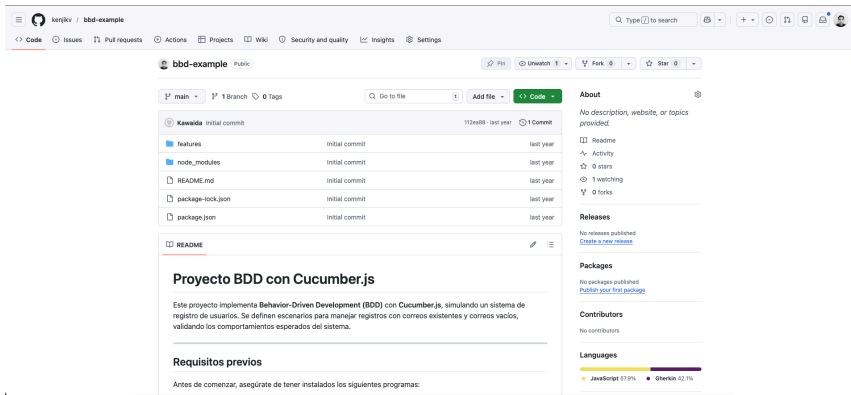 kenjikv / bbd-example
Type / to search
Code Issues Pull requests Actions Projects Wiki Security and quality Insights Settings
bbd-example Public
Pin Unwatch 1 Fork 0 Star 0
main 1 Branch 0 Tags
Go to file t Add file Code
Kawaida Initial commit 112ea88 · last year 1 Commit
features Initial commit last year
node_modules Initial commit last year
README.md Initial commit last year
package-lock.json Initial commit last year
package.json Initial commit last year
README
Proyecto BDD con Cucumber.js
Este proyecto implementa Behavior-Driven Development (BDD) con Cucumber.js, simulando un sistema de
registro de usuarios. Se definen escenarios para manejar registros con correos existentes y correos vacíos,
validando los comportamientos esperados del sistema.
Requisitos previos
Antes de comenzar, asegúrate de tener instalados los siguientes programas:
About
No description, website, or topics
provided.
Readme
Activity
0 stars
1 watching
0 forks
Releases
No releases published
Create a new release
Packages
No packages published
Publish your first package
Contributors
No contributors
Languages
JavaScript 57.9% Gherkin 42.1%